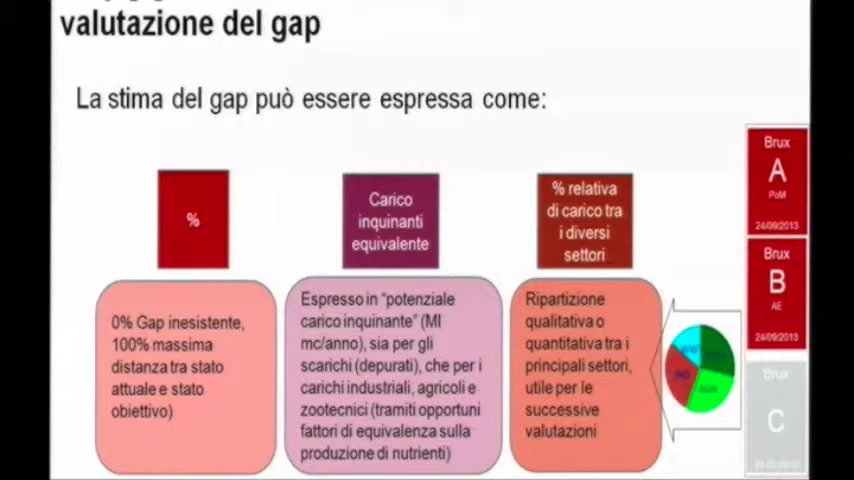 valutazione del gap
La stima del gap può essere espressa come:
%
Carico
inquinanti
equivalente
% relativa
di carico tra
i diversi
settori
0% Gap inesistente,
100% massima
distanza tra stato
attuale e stato
obiettivo)
Espresso in “potenziale
carico inquinante” (Ml
mc/anno), sia per gli
scarichi (depurati), che per i
carichi industriali, agricoli e
zootecnici (tramiti opportuni
fattori di equivalenza sulla
produzione di nutrienti)
Ripartizione
qualitativa o
quantitativa tra i
principali settori,
utile per le
successive
valutazioni
IND
AGR
Brux
A
PoM
24/09/2013
Brux
B
AE
24/09/2013
Brux
C